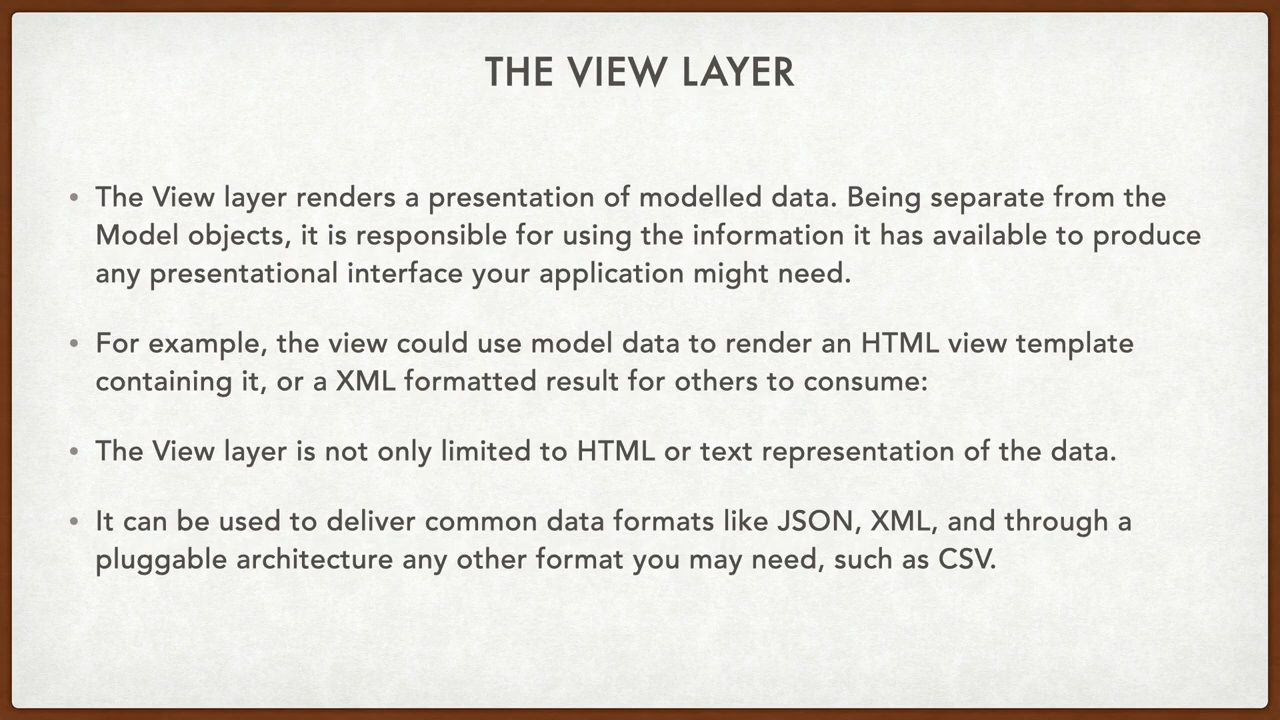 THE VIEW LAYER
• The View layer renders a presentation of modelled data. Being separate from the
Model objects, it is responsible for using the information it has available to produce
any presentational interface your application might need.
• For example, the view could use model data to render an HTML view template
containing it, or a XML formatted result for others to consume:
• The View layer is not only limited to HTML or text representation of the data.
• It can be used to deliver common data formats like JSON, XML, and through a
pluggable architecture any other format you may need, such as CSV.